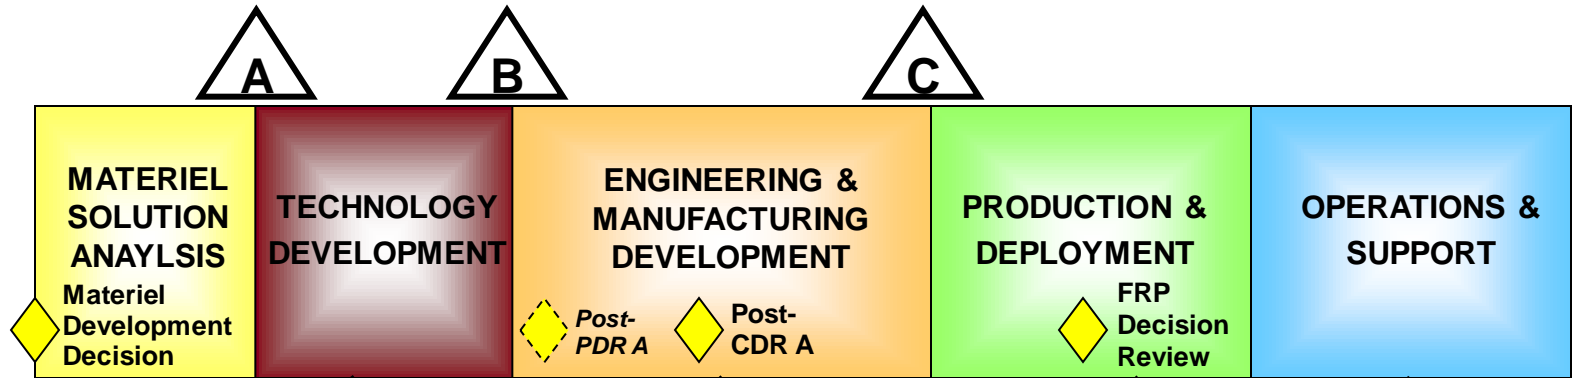 A
B
C
MATERIEL
SOLUTION
ANAYLSIS
Materiel
Development
Decision
TECHNOLOGY
DEVELOPMENT
ENGINEERING &
MANUFACTURING
DEVELOPMENT
Post-
PDR A
Post-
CDR A
PRODUCTION &
DEPLOYMENT
FRP
Decision
Review
OPERATIONS &
SUPPORT